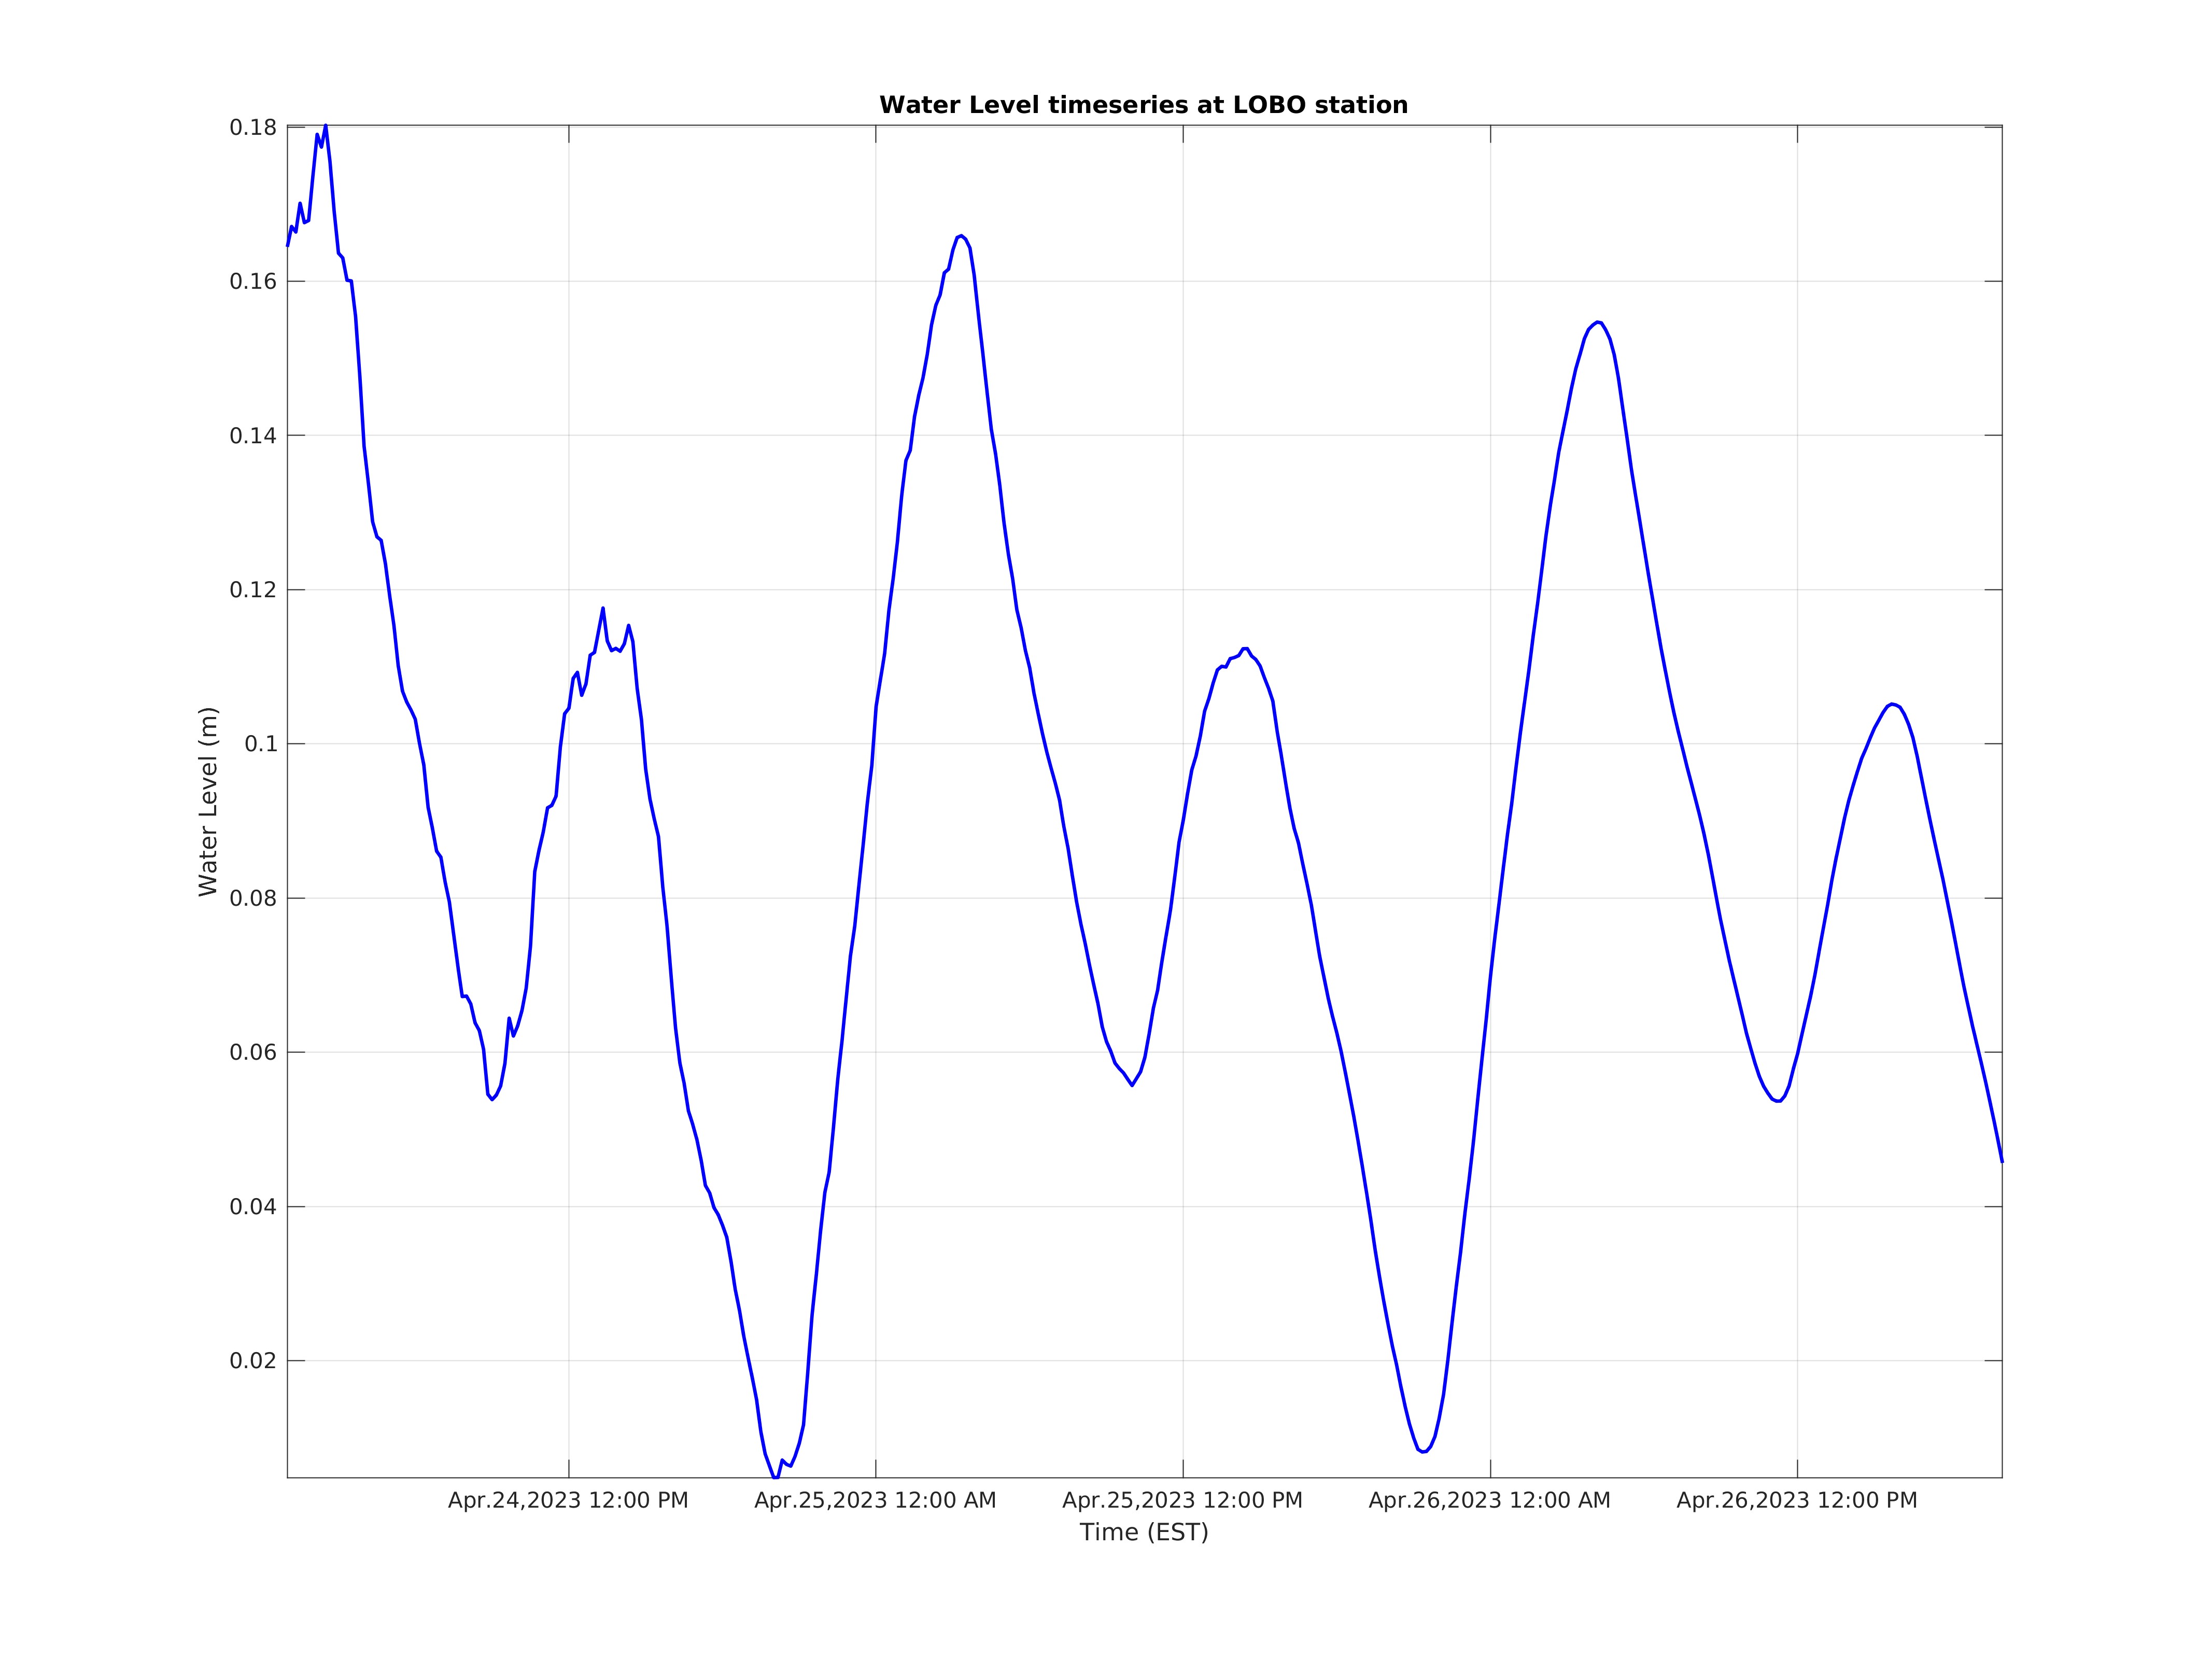 Water Level timeseries at LOBO station
0.18
0.16
0.14
0.12
0.1
0.08
0.06
0.04
0.02
Water Level (m)
Apr.24,2023 12:00 PM Apr.25,2023 12:00 AM Apr.25,2023 12:00 PM Apr.26,2023 12:00 AM Apr.26,2023 12:00 PM
Time (EST)